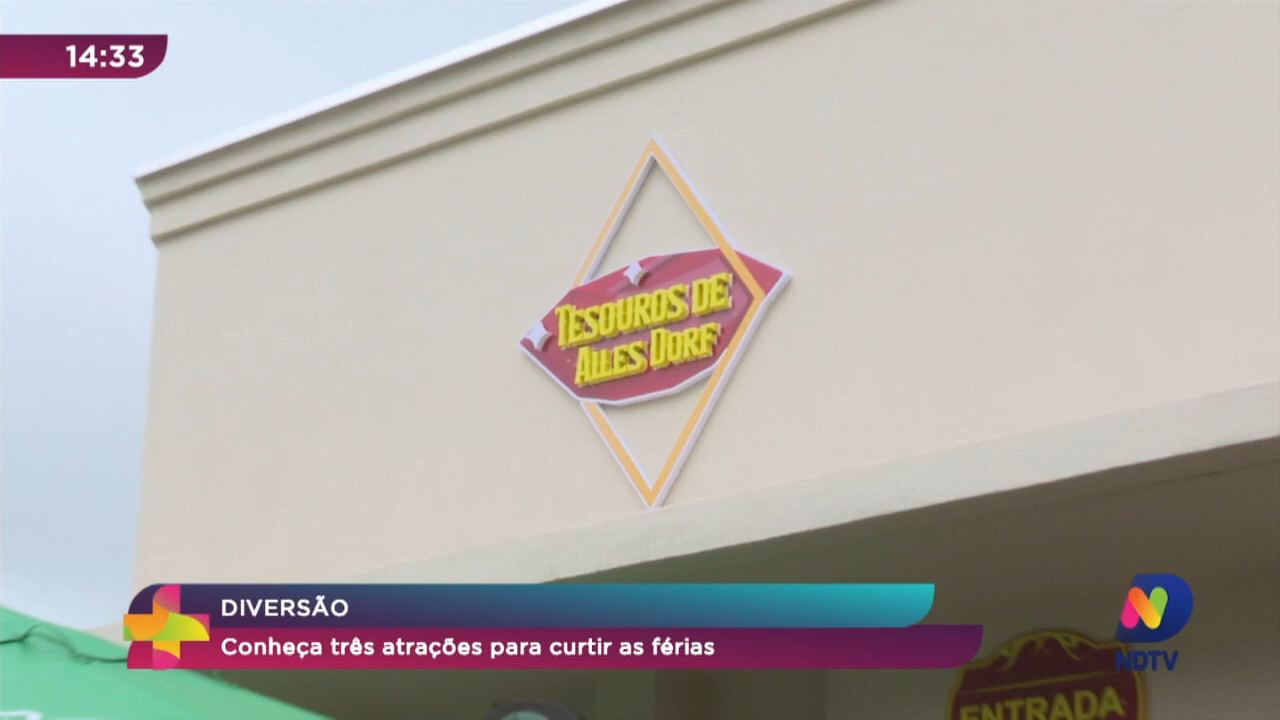 14:33
TESOUROS DE
ALLES DORF
DIVERSÃO
Conheça três atrações para curtir as férias
NDTV
ENTRADA